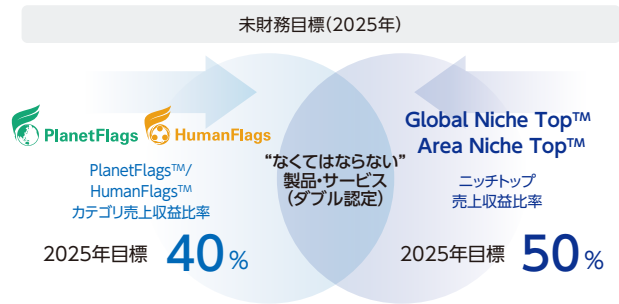 未財務目標(2025年)
PlanetFlags HumanFlags
PlanetFlags™/
HumanFlags™
カテゴリ売上収益比率
2025年目標 40%
“なくてはならない”
製品・サービス
(ダブル認定)
Global Niche Top™
Area Niche Top™
ニッチトップ
売上収益比率
2025年目標 50%